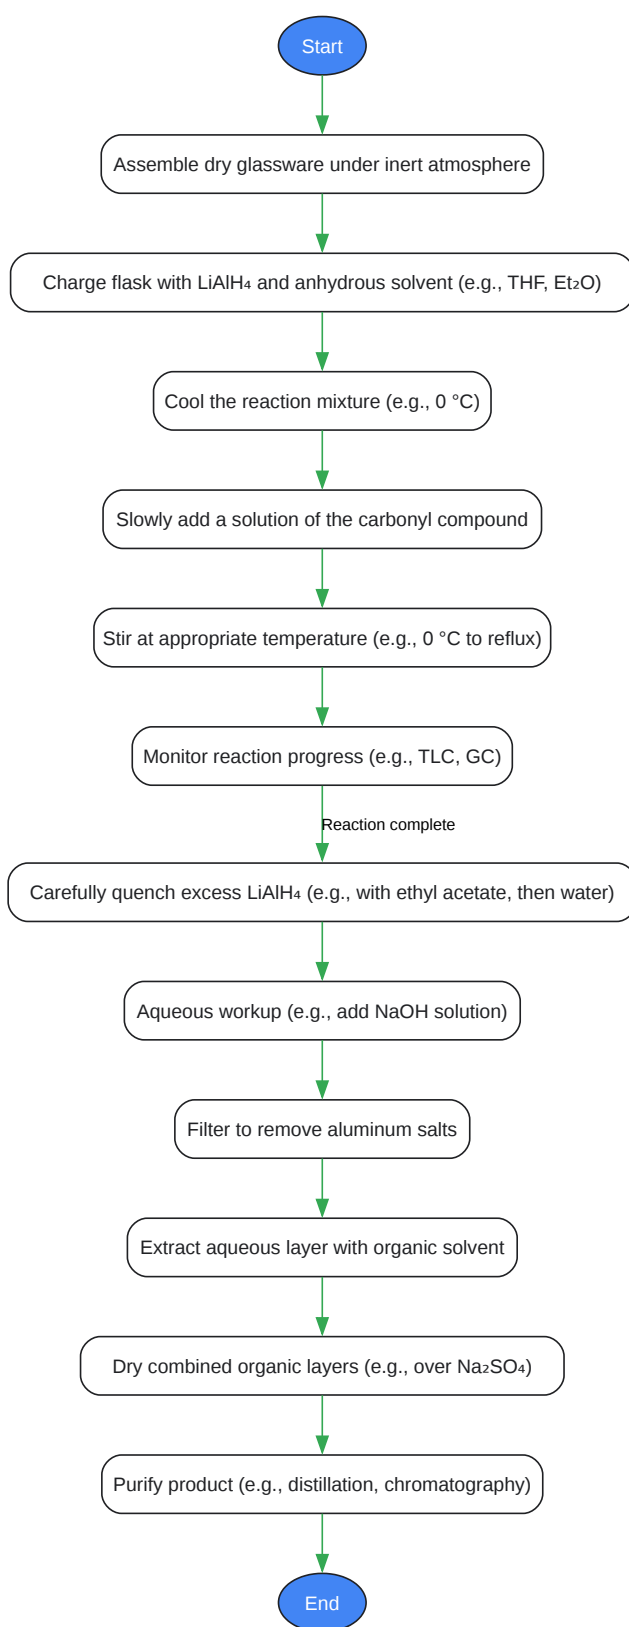 Start
Assemble dry glassware under inert atmosphere
Charge flask with LiAlH₄ and anhydrous solvent (e.g., THF, Et₂O)
Cool the reaction mixture (e.g., 0 °C)
Slowly add a solution of the carbonyl compound
Stir at appropriate temperature (e.g., 0 °C to reflux)
Monitor reaction progress (e.g., TLC, GC)
Reaction complete
Carefully quench excess LiAlH₄ (e.g., with ethyl acetate, then water)
Aqueous workup (e.g., add NaOH solution)
Filter to remove aluminum salts
Extract aqueous layer with organic solvent
Dry combined organic layers (e.g., over Na₂SO₄)
Purify product (e.g., distillation, chromatography)
End